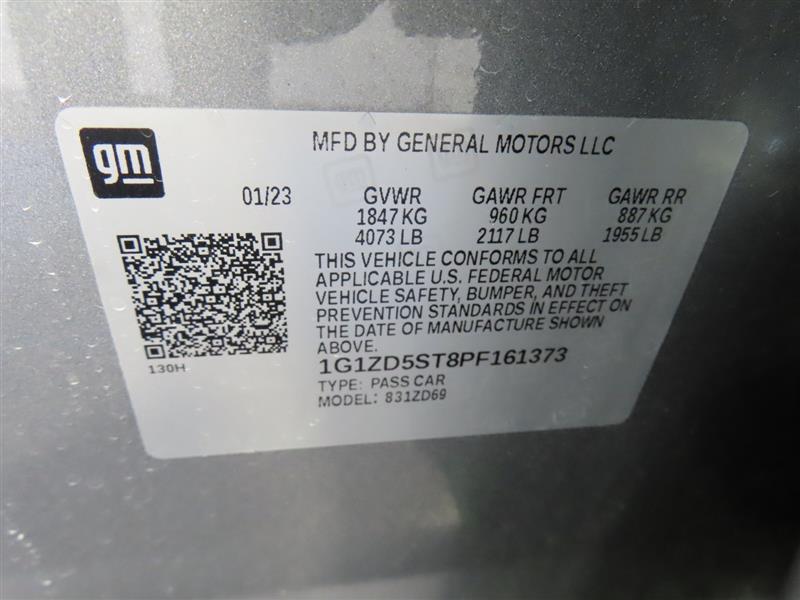 gm
MFD BY GENERAL MOTORS LLC
01/23 GVWR GAWR FRT GAWR RR
1847 KG 960 KG 887 KG
4073 LB 2117 LB 1955 LB
THIS VEHICLE CONFORMS TO ALL
APPLICABLE U.S. FEDERAL MOTOR
VEHICLE SAFETY, BUMPER, AND THEFT
PREVENTION STANDARDS IN EFFECT ON
THE DATE OF MANUFACTURE SHOWN
ABOVE.
130H
1G1ZD5ST8PF161373
TYPE: PASS CAR
MODEL: 831ZD69